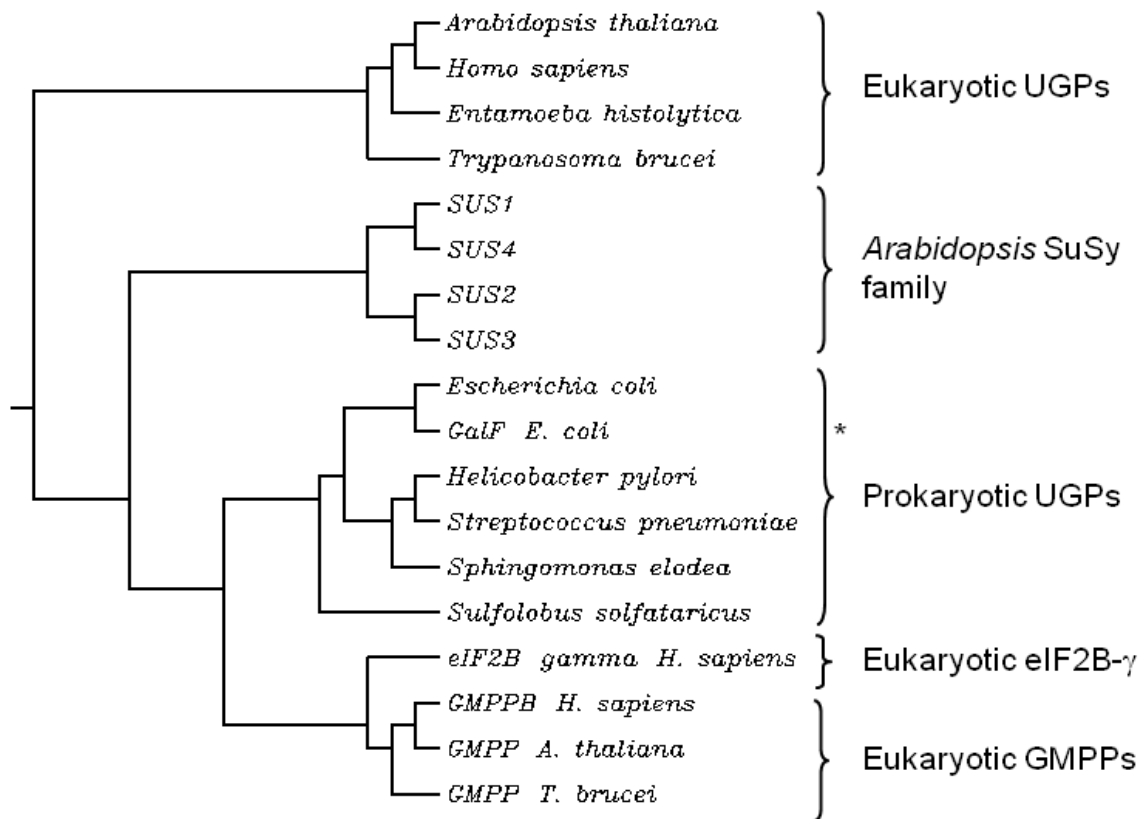 Arabidopsis thaliana
Homo sapiens
Entamoeba histolytica
Trypanosoma brucei
Eukaryotic UGPs
SUS1
SUS4
SUS2
SUS3
Arabidopsis SuSy
family
Escherichia coli
GalF E. coli
*
Helicobacter pylori
Streptococcus pneumoniae
Sphingomonas elodea
Sulfolobus solfataricus
Prokaryotic UGPs
eIF2B gamma H. sapiens
Eukaryotic eIF2B-γ
GMPPB H. sapiens
GMPP A. thaliana
GMPP T. brucei
Eukaryotic GMPPs